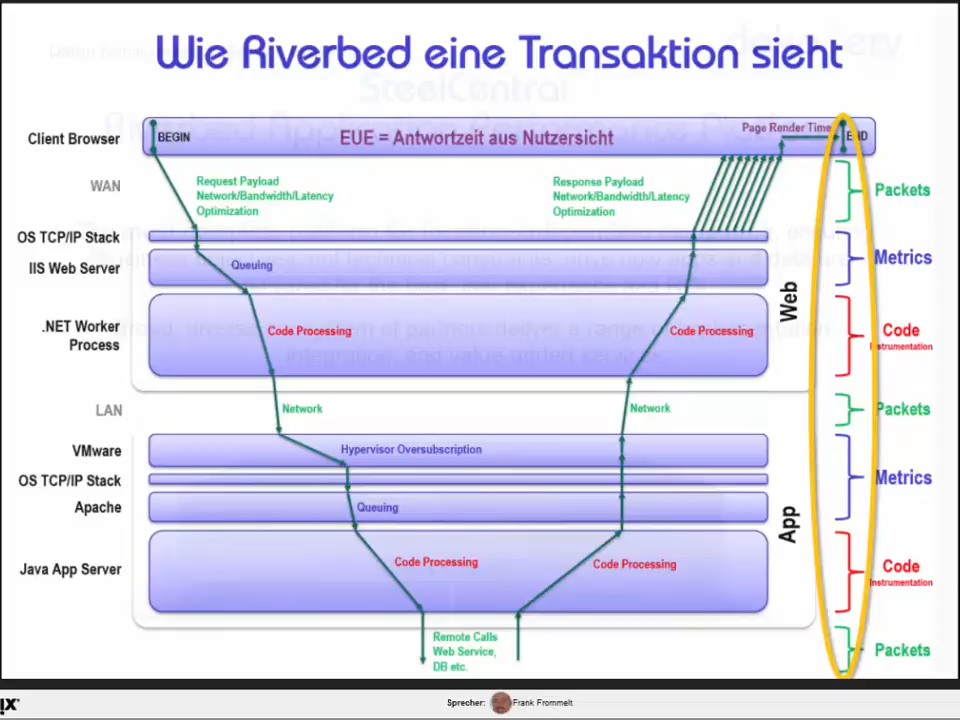 Wie Riverbed eine Transaktion sieht
SteelCentral
Client Browser
BEGIN
EUE = Antwortzeit aus Nutzersicht
Page Render Time
END
WAN
Request Payload
Network/Bandwidth/Latency
Optimization
Response Payload
Network/Bandwidth/Latency
Optimization
Packets
OS TCP/IP Stack
IIS Web Server
Queuing
Metrics
.NET Worker
Process
Code Processing
Code Processing
Web
Code
Instrumentation
LAN
Network
Network
Packets
VMware
Hypervisor Oversubscription
OS TCP/IP Stack
Metrics
Apache
Queuing
App
Java App Server
Code Processing
Code Processing
Code
Instrumentation
Remote Calls
Web Service,
DB etc.
Packets
Sprecher:
Frank Frommelt